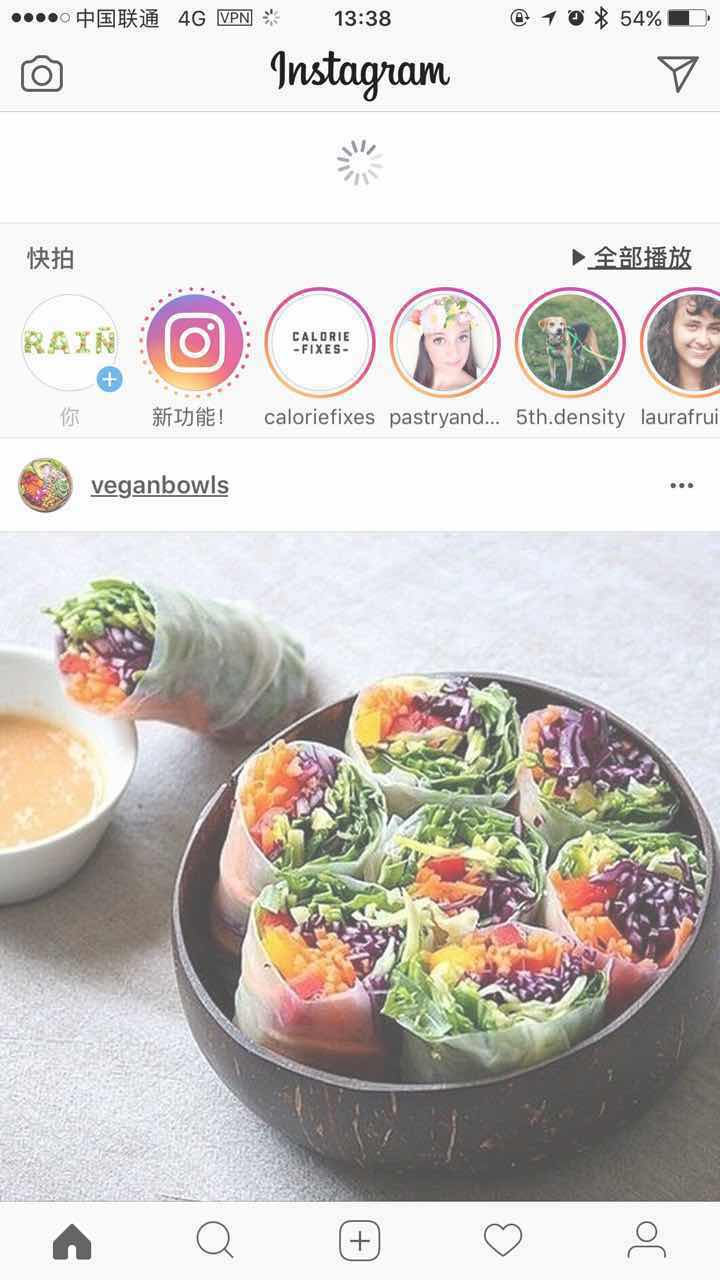 中国联通 4G VPN 13:38 54%
Instagram
快拍 全部播放
RAIN
CALORIE
-FIXES-
你 新功能! caloriefixes pastryand... 5th.density laurafrui
veganbowls